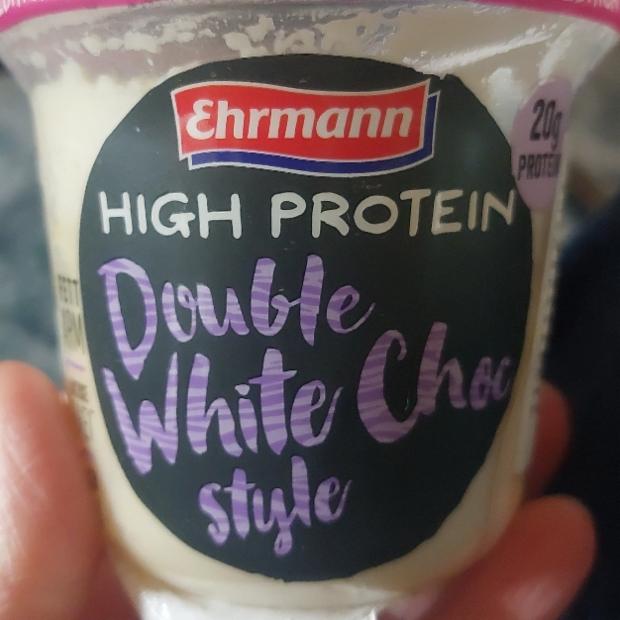 Ehrmann
HIGH PROTEIN
20g
PROTEIN
Double
White Choc
style